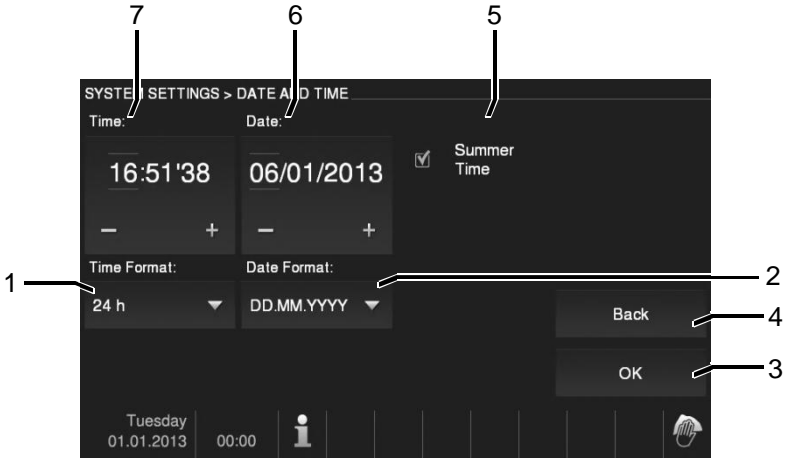 7 6 5
SYSTEM SETTINGS > DATE AND TIME
Time: Date:
16:51'38 06/01/2013 Summer
Time
− + − +
Time Format: Date Format:
1 2
24 h DD.MM.YYYY
Back 4
OK 3
Tuesday
01.01.2013 00:00